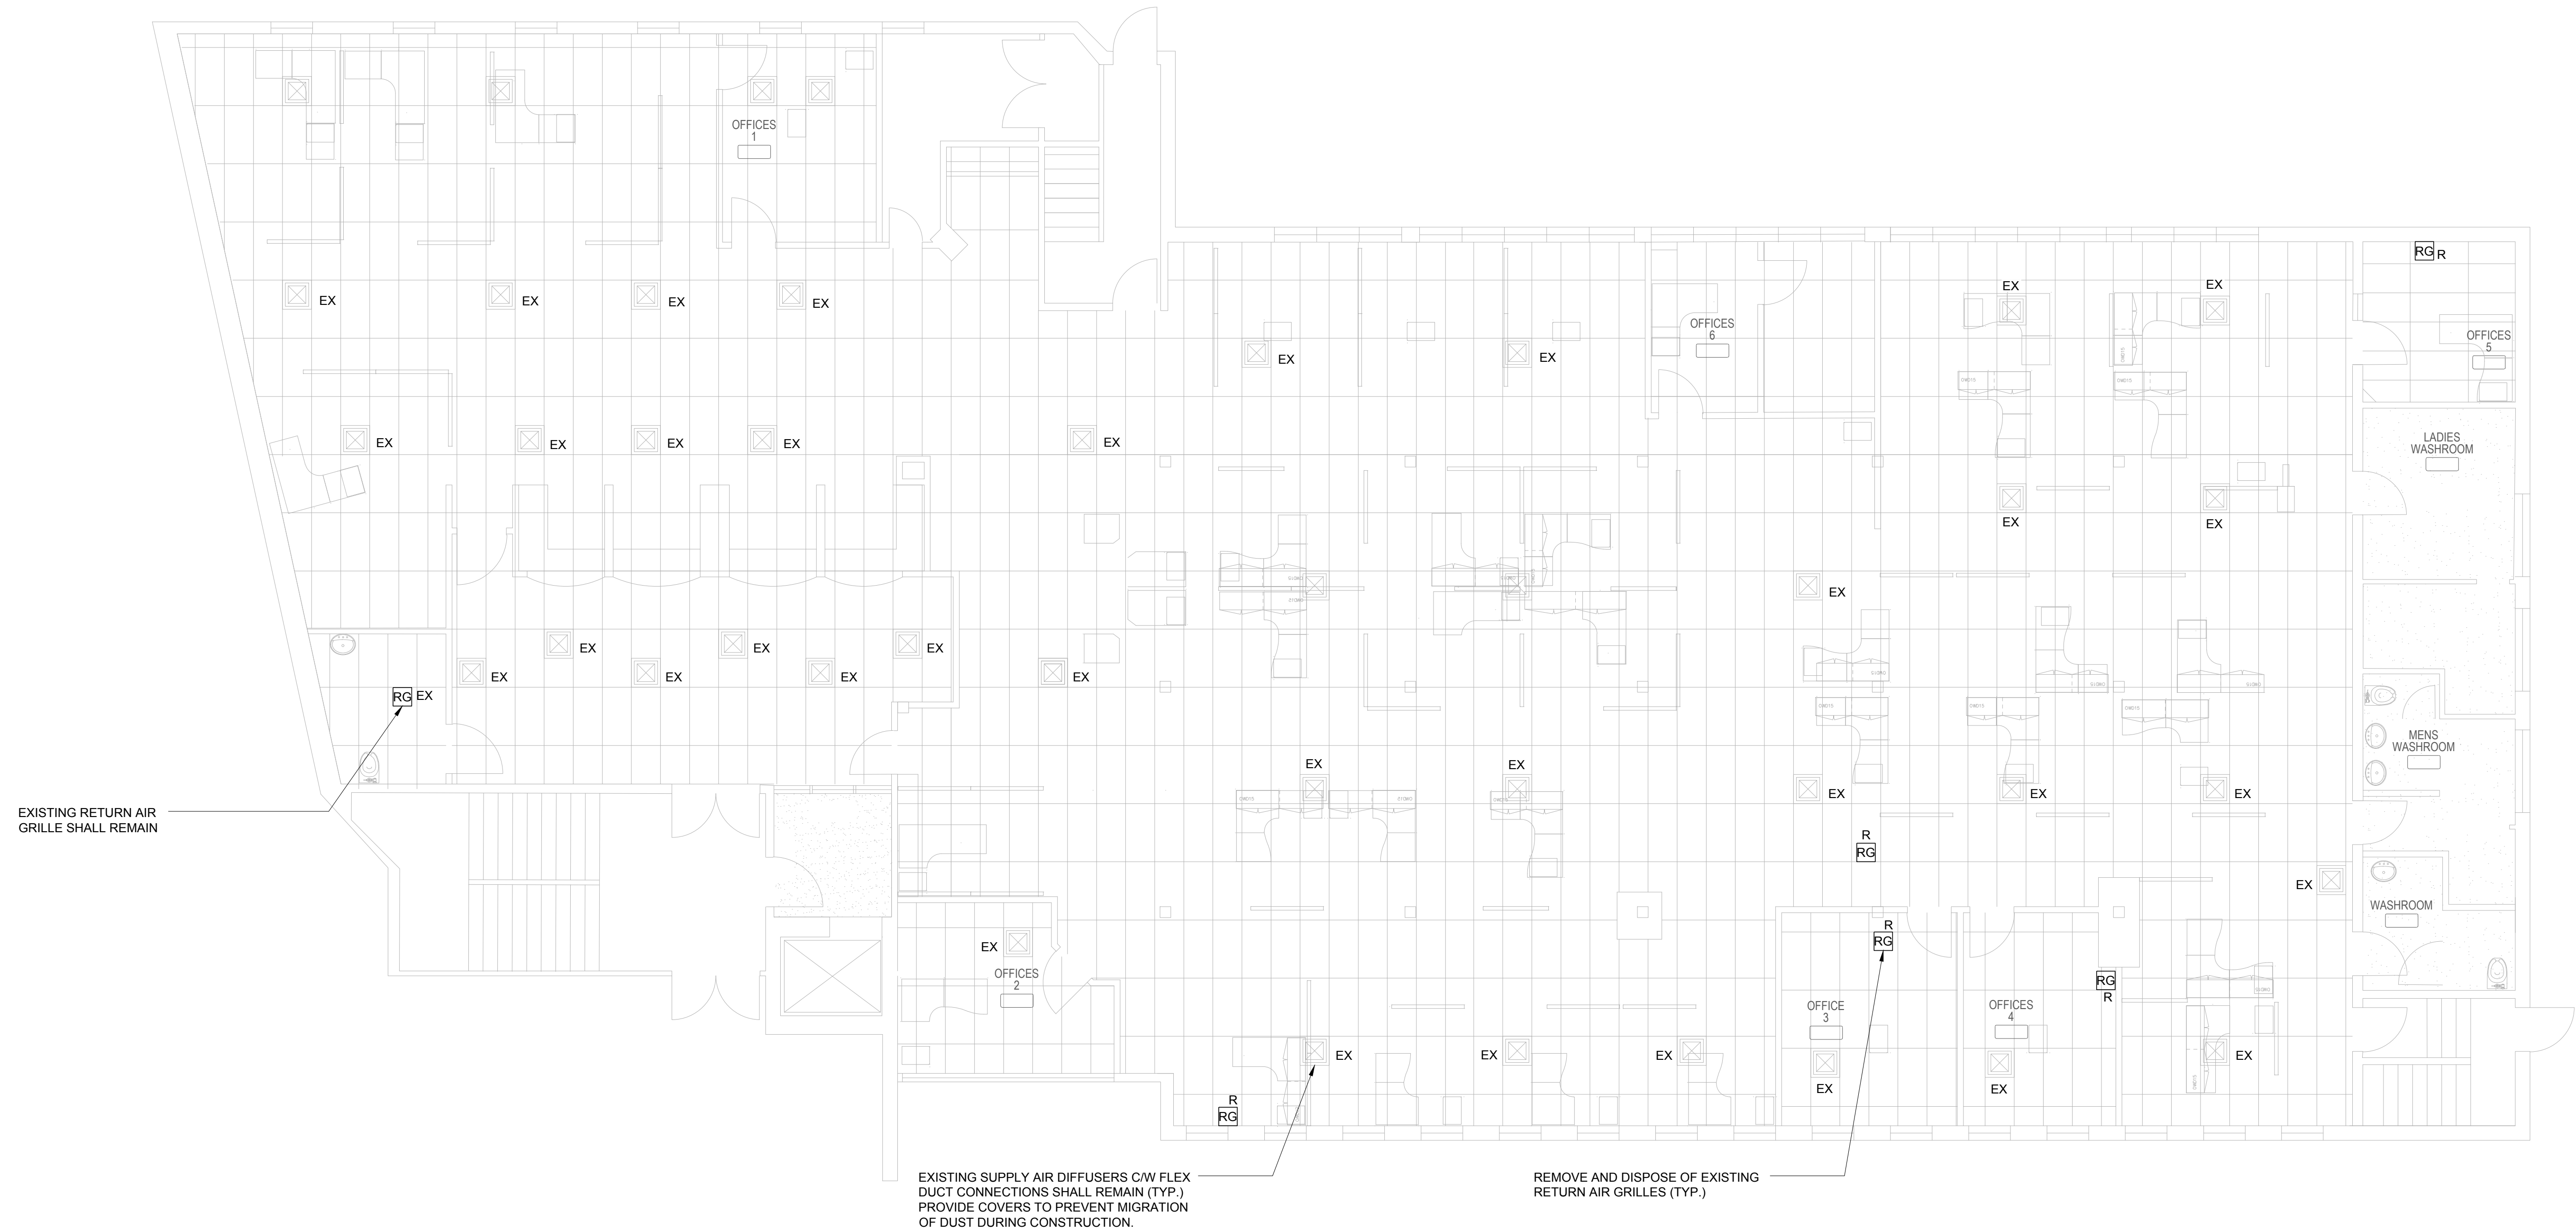 OFFICES
1
RG R
EX
EX
EX
EX
EX
EX
EX
EX
OFFICES
6
OFFICES
5
EX
EX
EX
EX
EX
EX
EX
LADIES
WASHROOM
EX
EX
EX
EX
EX
EX
EX
EX
EX
EX
EX
RG EX
MENS
WASHROOM
EX
EX
EX
EX
EX
EXISTING RETURN AIR
GRILLE SHALL REMAIN
R
RG
EX
WASHROOM
R
RG
EX
OFFICES
2
RG
R
OFFICE
3
OFFICES
4
EX
EX
EX
EX
EX
EX
R
RG
EXISTING SUPPLY AIR DIFFUSERS C/W FLEX
DUCT CONNECTIONS SHALL REMAIN (TYP.)
PROVIDE COVERS TO PREVENT MIGRATION
OF DUST DURING CONSTRUCTION.
REMOVE AND DISPOSE OF EXISTING
RETURN AIR GRILLES (TYP.)